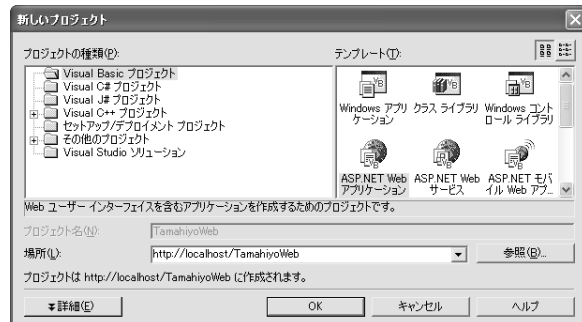 新しいプロジェクト
プロジェクトの種類(P):
テンプレート(T):
Visual Basic プロジェクト
Visual C# プロジェクト
Visual J# プロジェクト
Visual C++ プロジェクト
セットアップ/デプロイメント プロジェクト
その他のプロジェクト
Visual Studio ソリューション
Windows アプリ
ケーション
クラス ライブラリ
Windows コント
ロール ライブラリ
ASP.NET Web
アプリケーション
ASP.NET Web
サービス
ASP.NET モバ
イル Web アプ...
Web ユーザー インターフェイスを含むアプリケーションを作成するためのプロジェクトです。
プロジェクト名(N):
TamahiyoWeb
場所(L):
http://localhost/TamahiyoWeb
参照(B)...
プロジェクトは http://localhost/TamahiyoWeb に作成されます。
詳細(E)
OK
キャンセル
ヘルプ